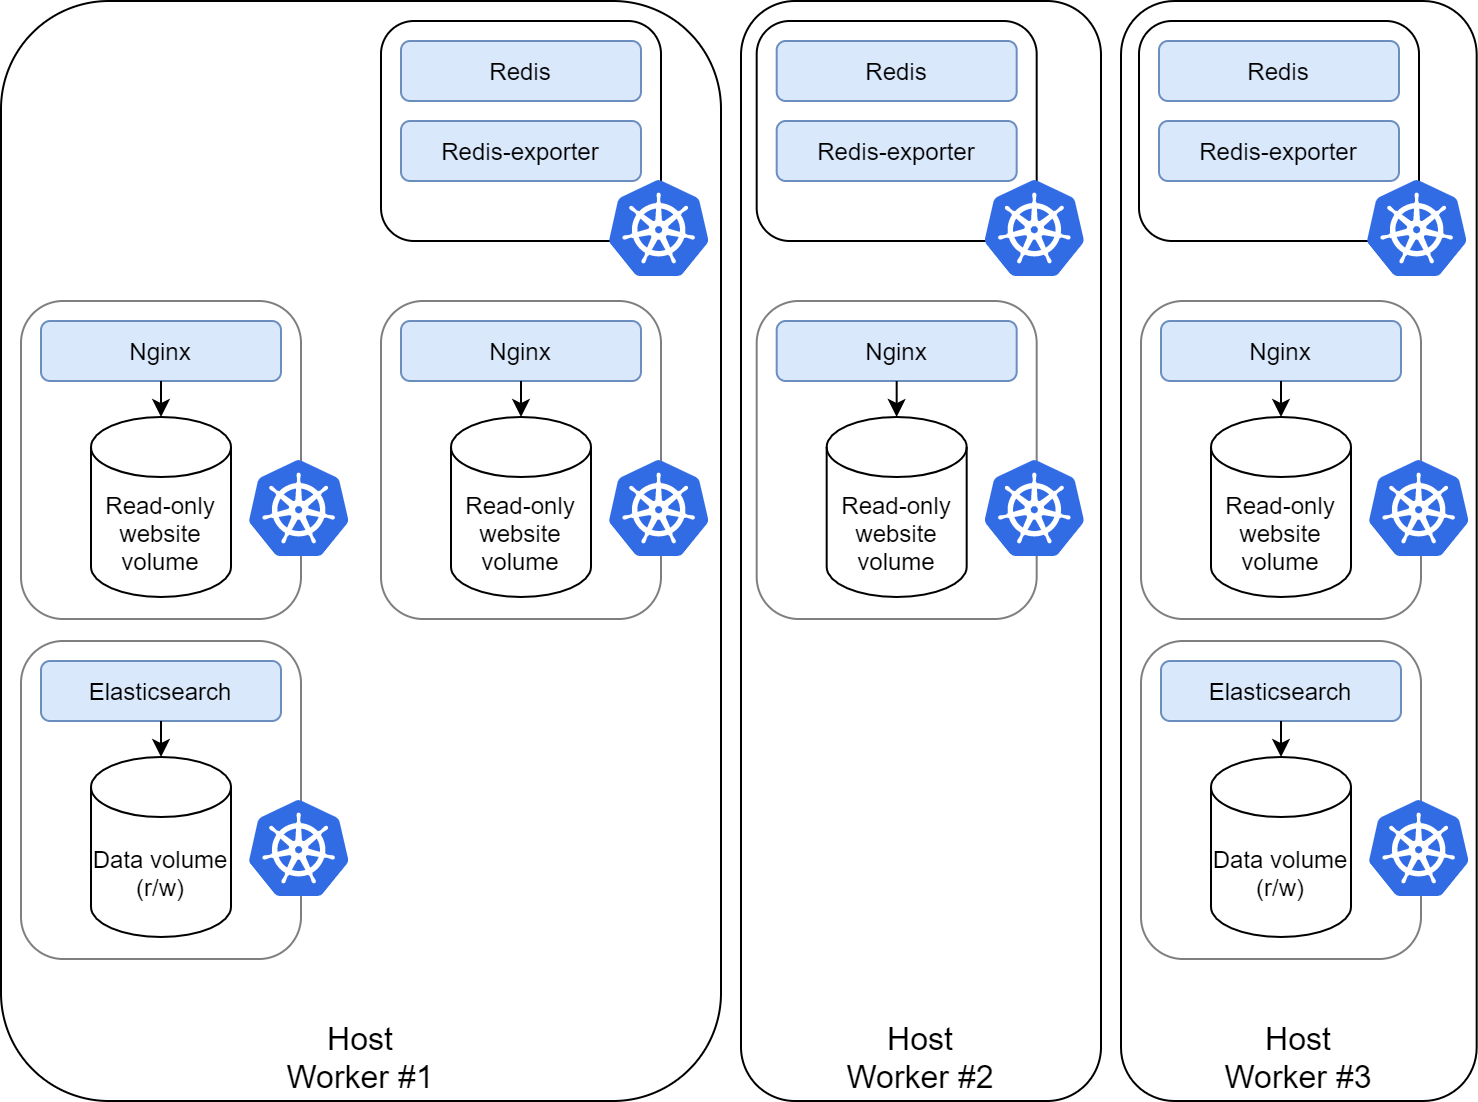 Redis
Redis-exporter
Nginx
Read-only
website
volume
Nginx
Read-only
website
volume
Elasticsearch
Data volume
(r/w)
Host
Worker #1
Redis
Redis-exporter
Nginx
Read-only
website
volume
Host
Worker #2
Redis
Redis-exporter
Nginx
Read-only
website
volume
Elasticsearch
Data volume
(r/w)
Host
Worker #3